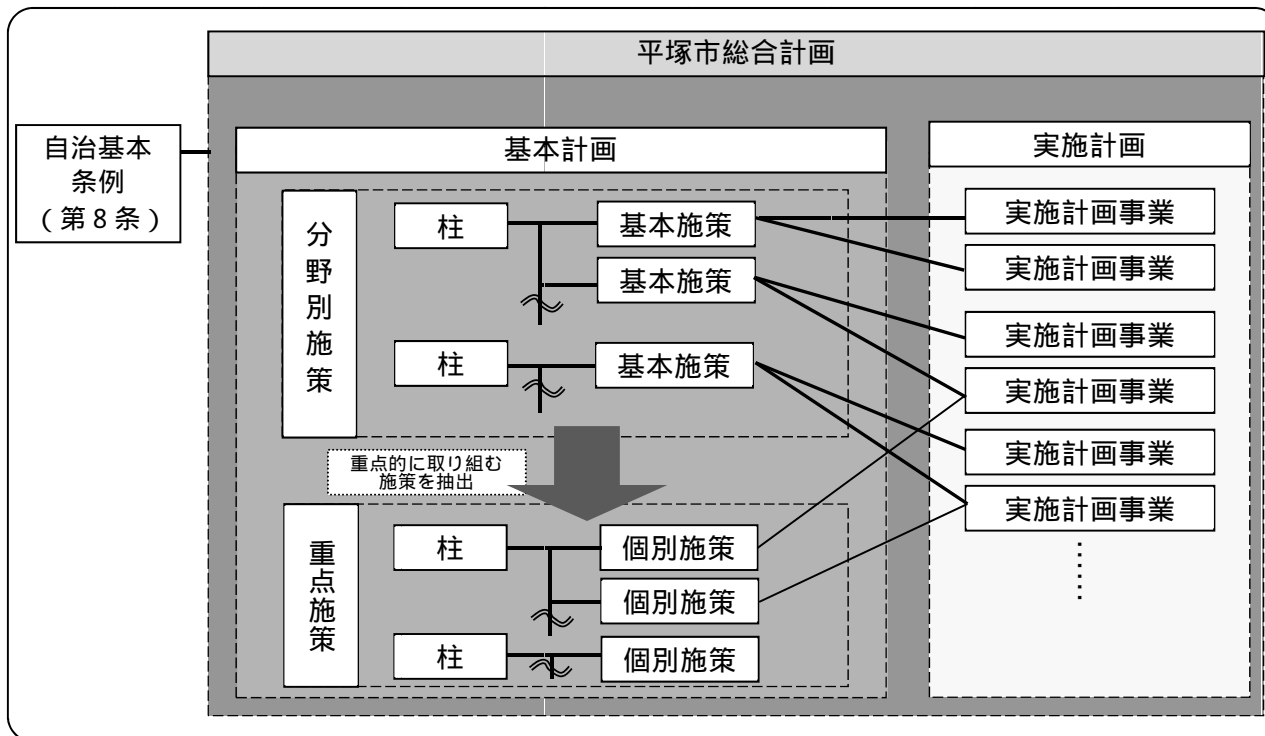 平塚市総合計画
自治基本
条例
（第８条）
基本計画
分野別施策
柱
基本施策
基本施策
柱
基本施策
重点的に取り組む
施策を抽出
重点施策
柱
個別施策
個別施策
柱
個別施策
実施計画
実施計画事業
実施計画事業
実施計画事業
実施計画事業
実施計画事業
実施計画事業
……